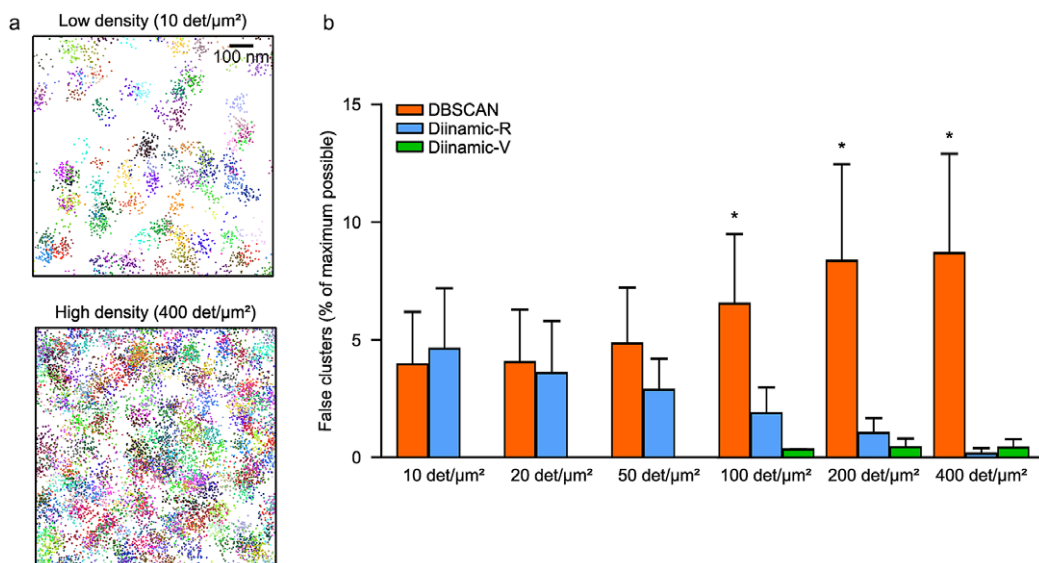 a
Low density (10 det/µm²)
100 nm
High density (400 det/µm²)
b
False clusters (% of maximum possible)
15
10
5
0
DBSCAN
Diinamic-R
Diinamic-V
*
*
*
10 det/µm²
20 det/µm²
50 det/µm²
100 det/µm²
200 det/µm²
400 det/µm²